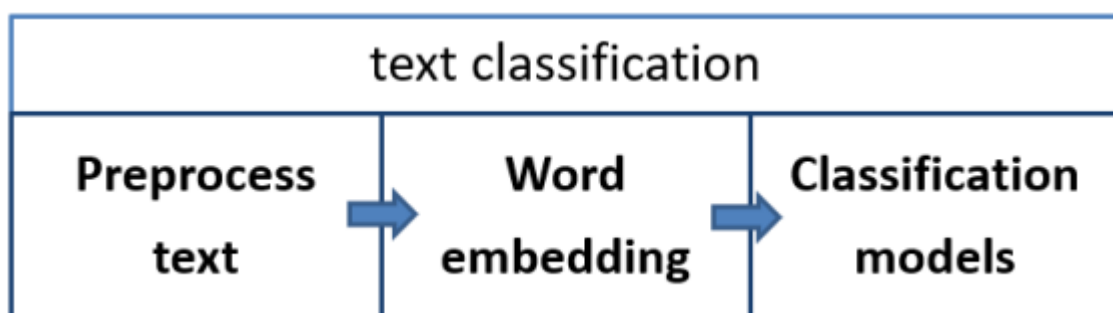 text classification
Preprocess
text
Word
embedding
Classification
models